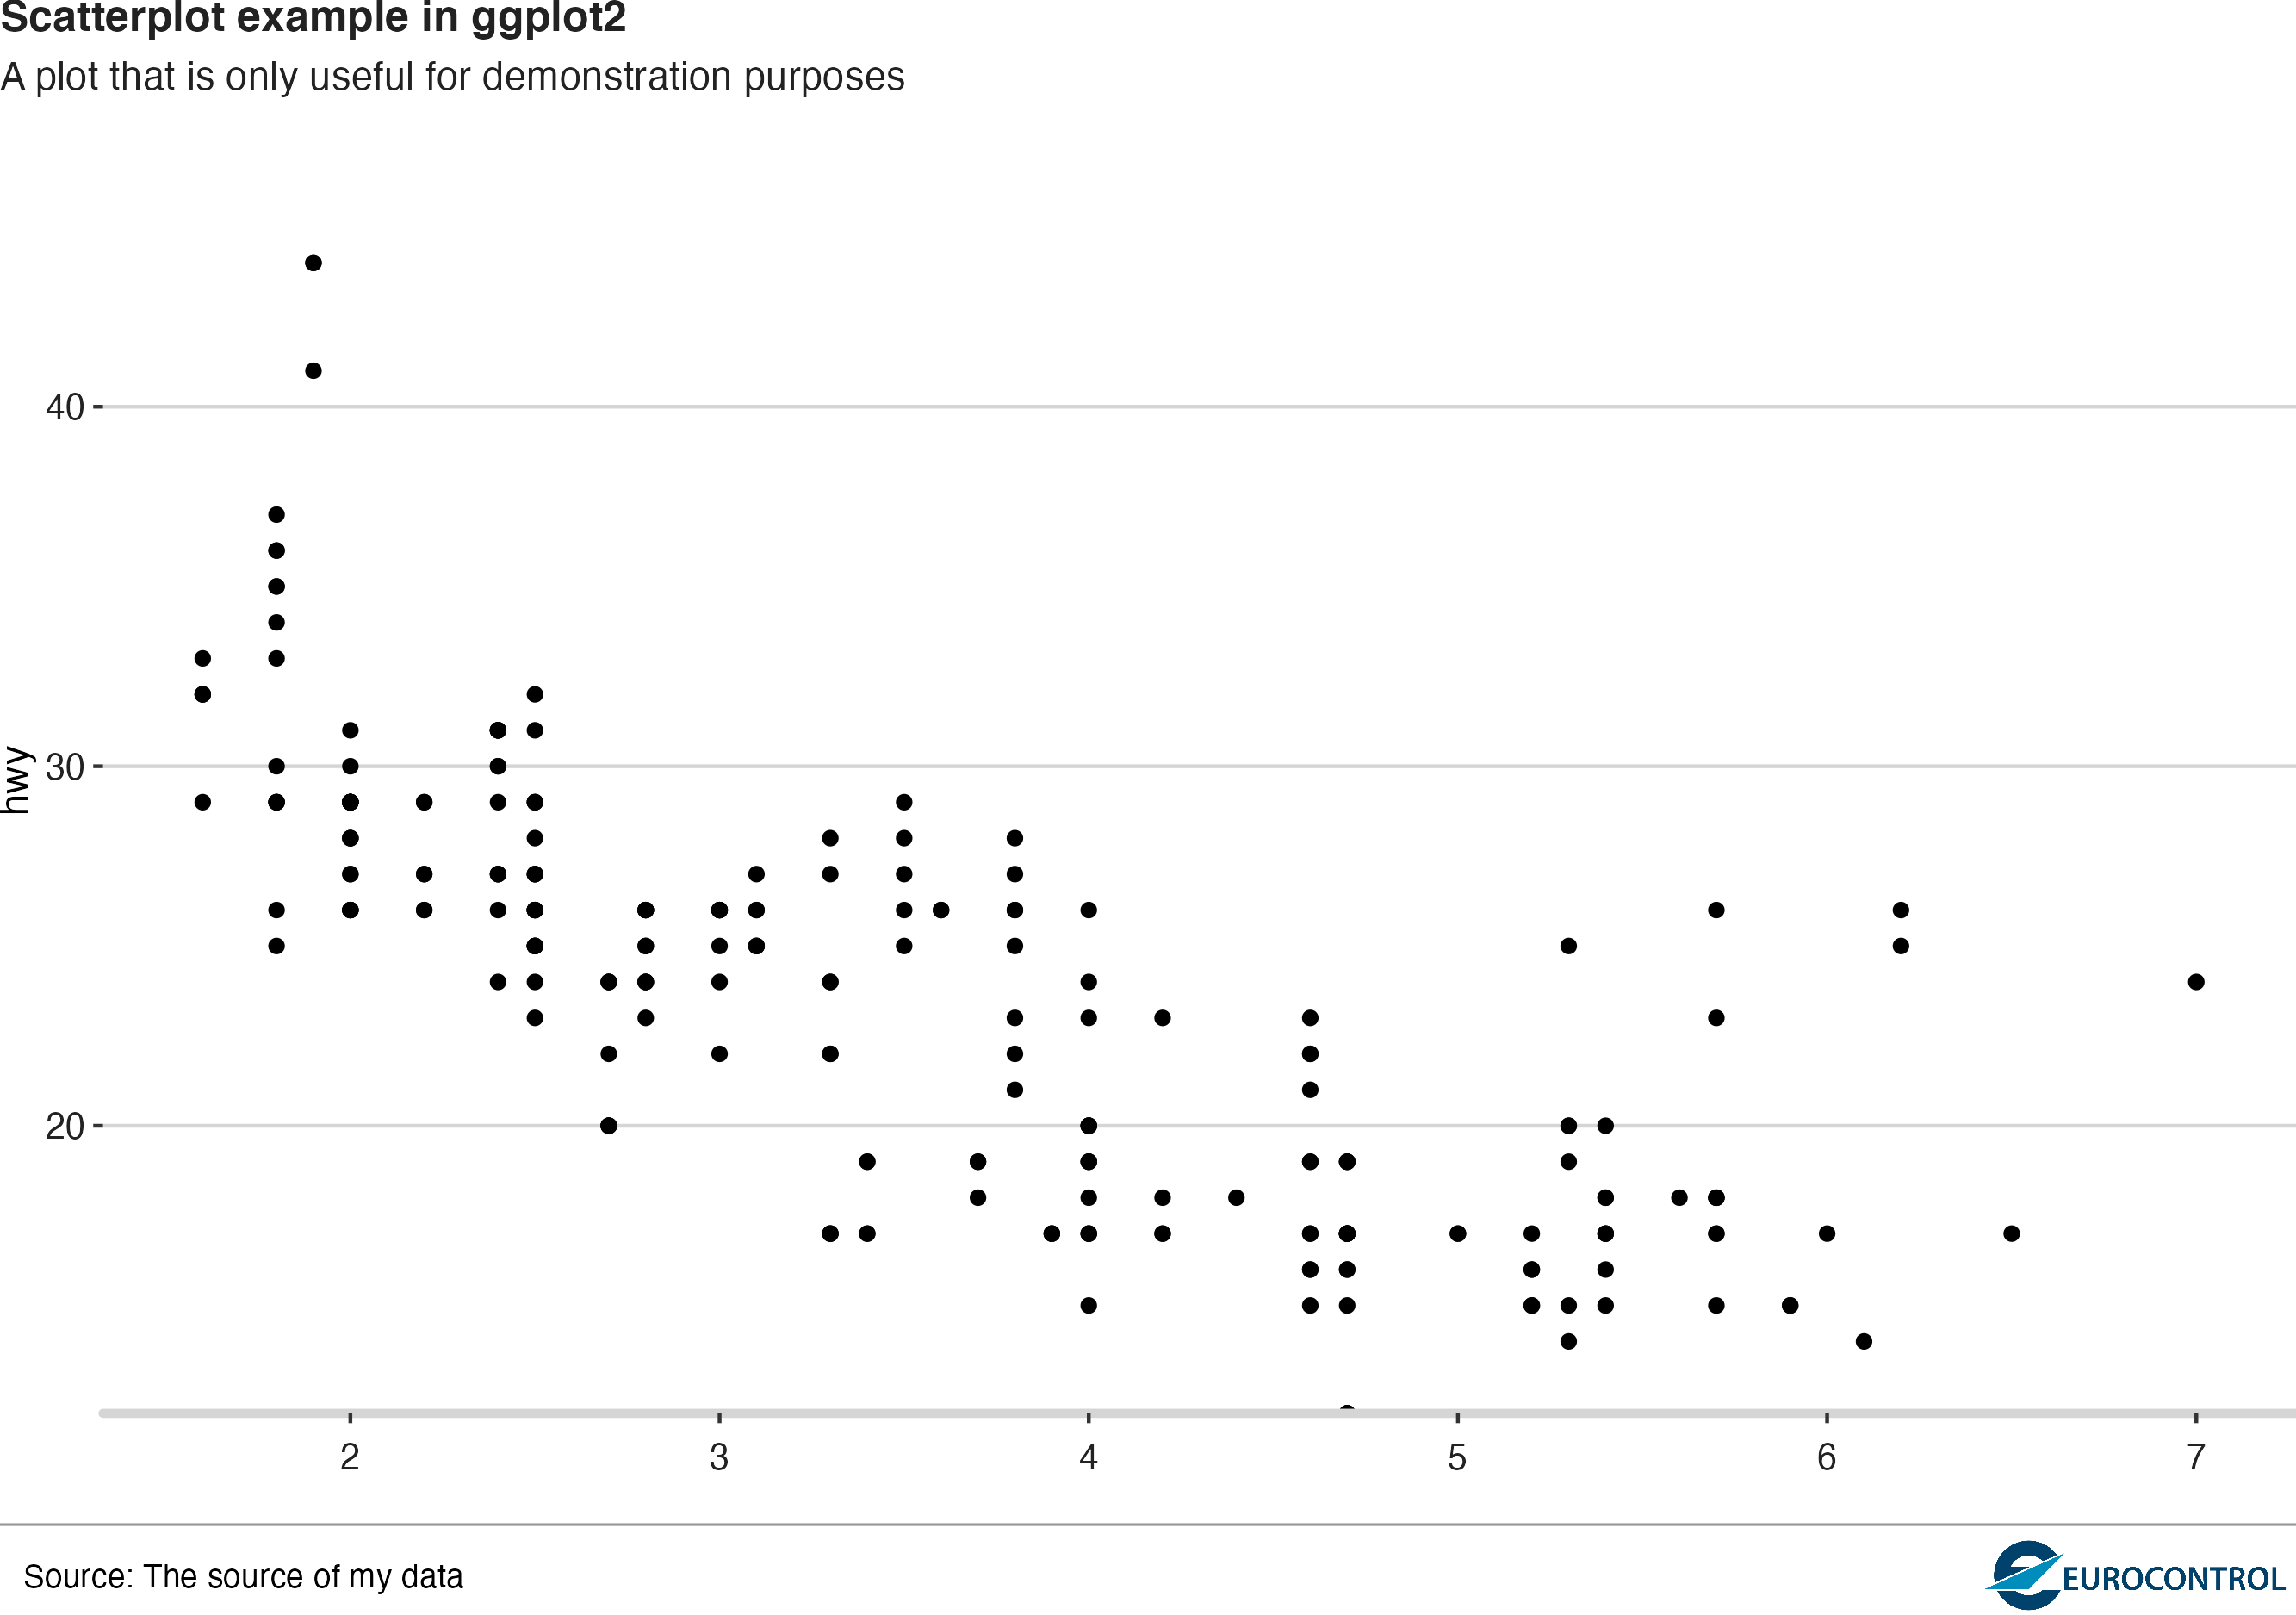 Scatterplot example in ggplot2
A plot that is only useful for demonstration purposes
hwy
40
30
20
2 3 4 5 6 7
Source: The source of my data
EUROCONTROL